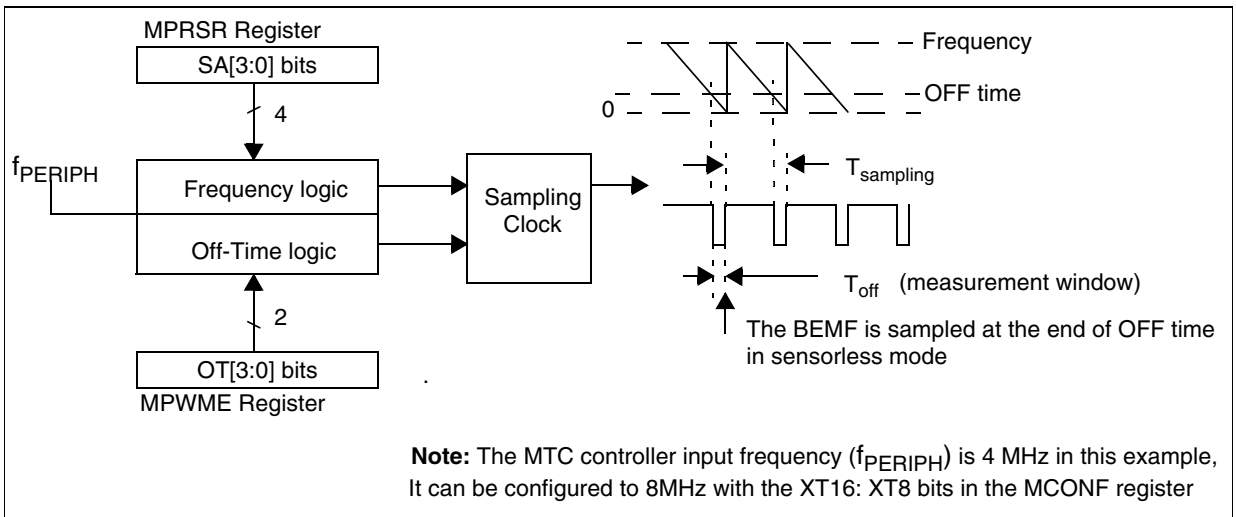 MPRSR Register
SA[3:0] bits
4
fPERIPH
Frequency logic
Off-Time logic
2
OT[3:0] bits
MPWME Register
Sampling
Clock
Frequency
OFF time
0
Tsampling
Toff (measurement window)
The BEMF is sampled at the end of OFF time
in sensorless mode
.
Note: The MTC controller input frequency (fPERIPH) is 4 MHz in this example,
It can be configured to 8MHz with the XT16: XT8 bits in the MCONF register